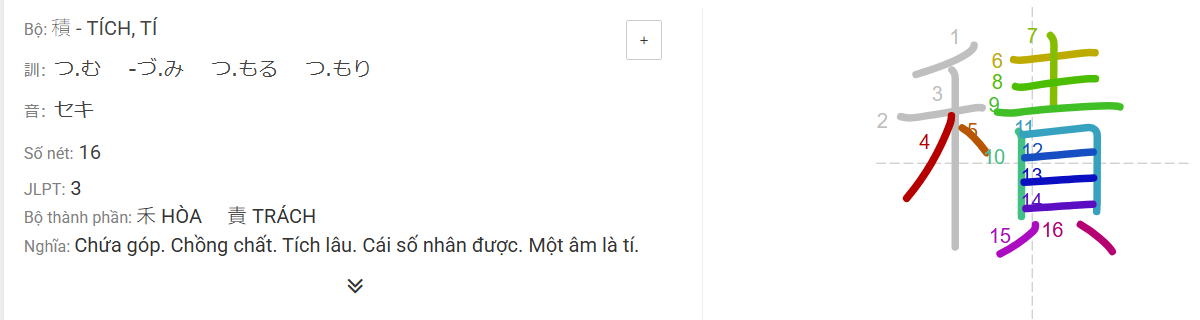 Bộ: 積 - TÍCH, TÍ
+
訓: つ.む -づ.み つ.もる つ.もり
音: セキ
Số nét: 16
JLPT: 3
Bộ thành phần: 禾 HÒA 責 TRÁCH
Nghĩa: Chứa góp. Chồng chất. Tích lâu. Cái số nhân được. Một âm là tí.
積
1
2
3
4
5
6
7
8
9
10
11
12
13
14
15
16